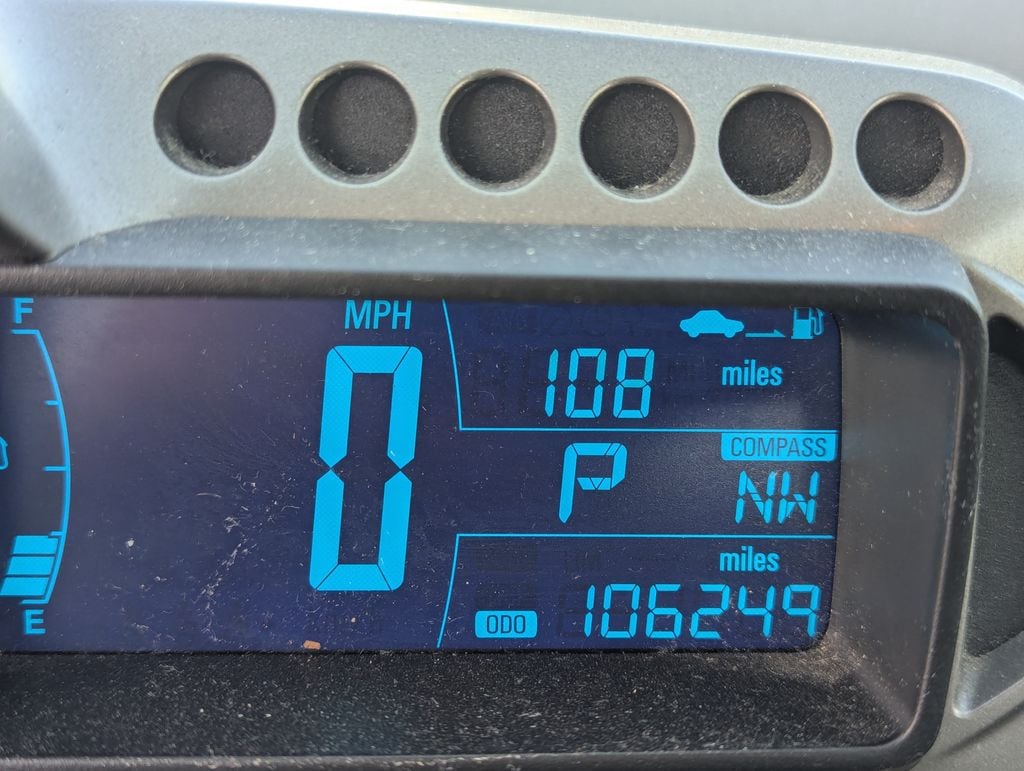 F
MPH
0
108 miles
COMPASS
P NW
miles
E
ODO 106249